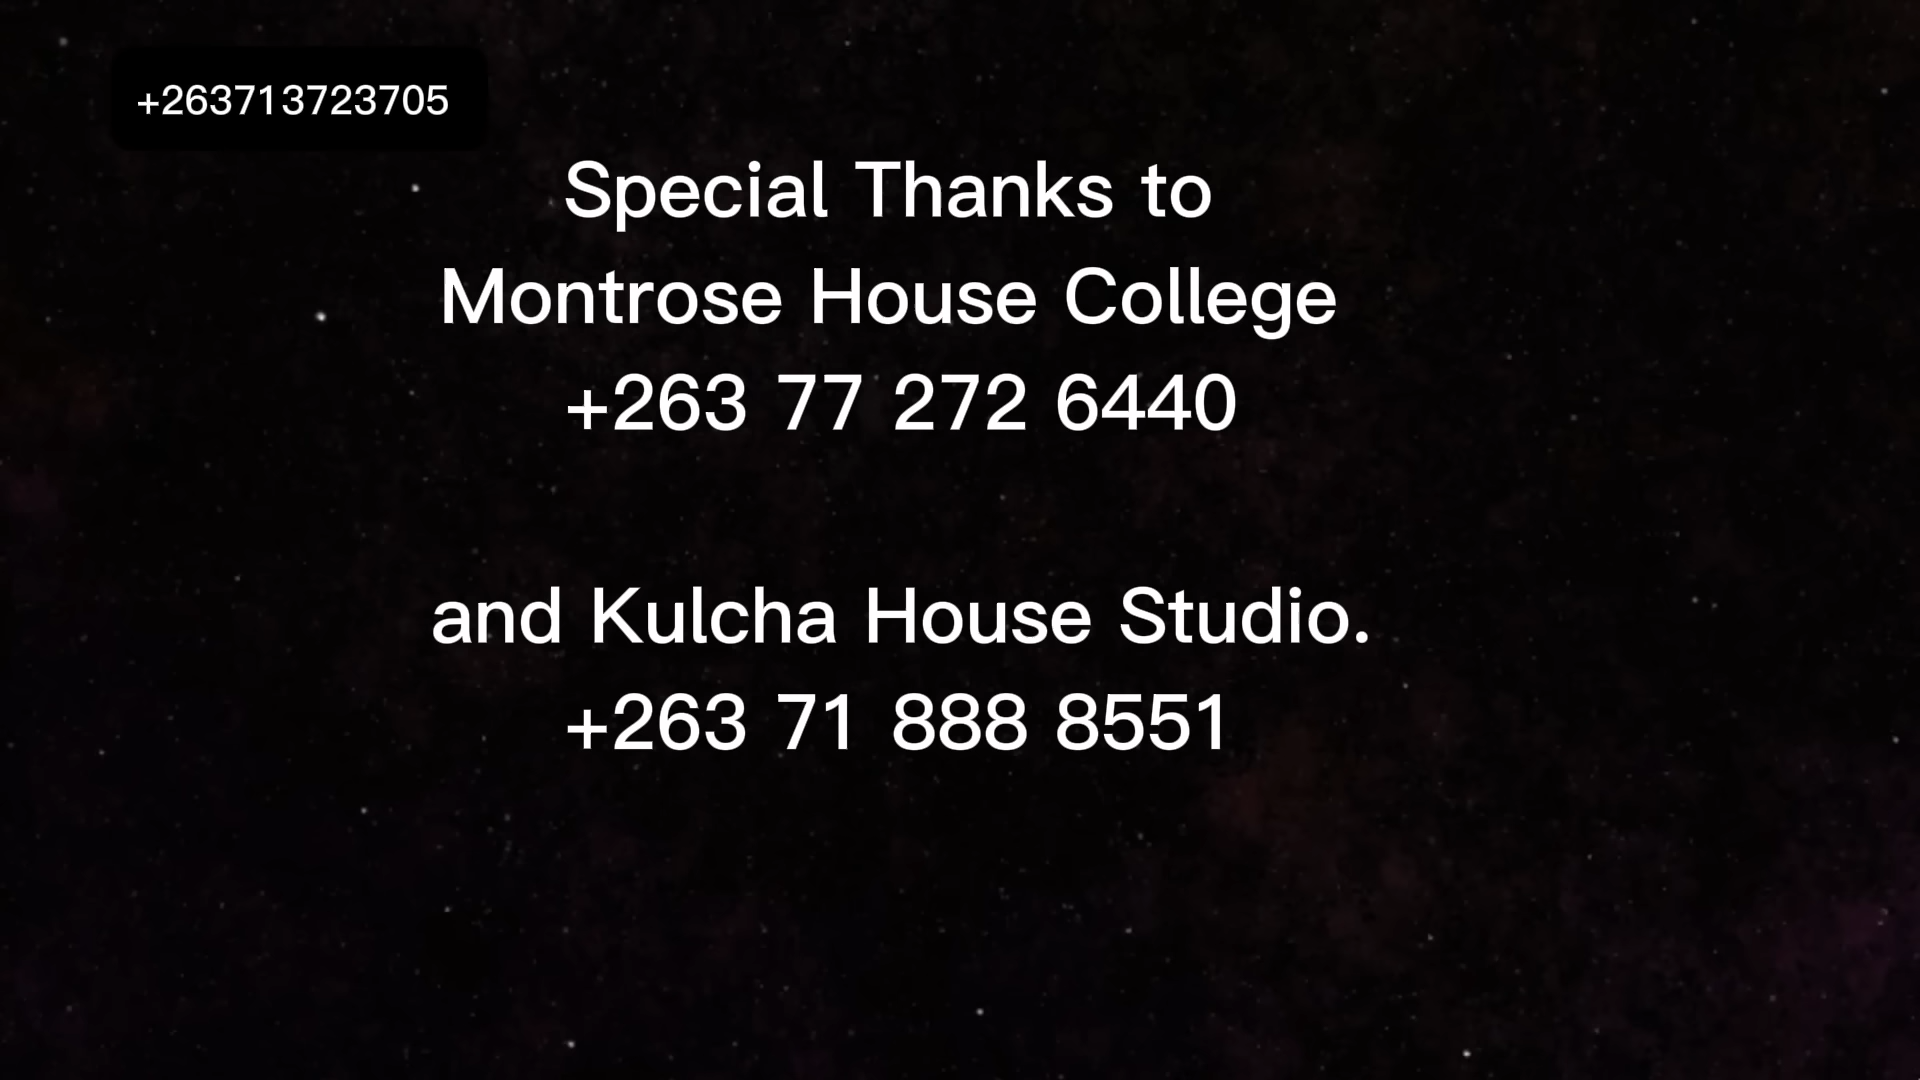 +263713723705
Special Thanks to
Montrose House College
+263 77 272 6440
and Kulcha House Studio.
+263 71 888 8551